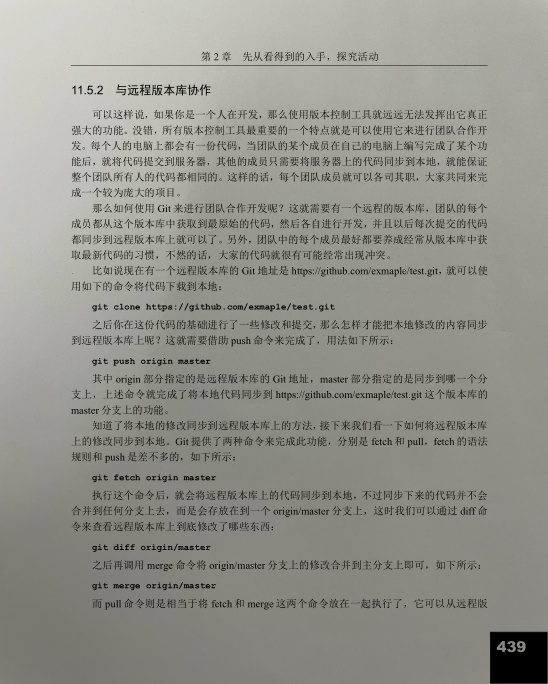 第 2 章 先从看得到的入手，探究活动
11.5.2 与远程版本库协作
可以这样说，如果你是一个人在开发，那么使用版本控制工具就远远无法发挥出它真正
强大的功能。没错，所有版本控制工具最重要的一个特点就是可以使用它来进行团队合作开
发。每个人的电脑上都会有一份代码，当团队的某个成员在自己的电脑上编写完成了某个功
能后，就将代码提交到服务器，其他的成员只需要将服务器上的代码同步到本地，就能保证
整个团队所有人的代码都相同的。这样的话，每个团队成员就可以各司其职，大家共同来完
成一个较为庞大的项目。
那么如何使用 Git 来进行团队合作开发呢？这就需要有一个远程的版本库，团队的每个
成员都从这个版本库中获取到最原始的代码，然后各自进行开发，并且以后每次提交的代码
都同步到远程版本库上就可以了。另外，团队中的每个成员最好都要养成经常从版本库中获
取最新代码的习惯，不然的话，大家的代码就很有可能经常出现冲突。
比如说现在有一个远程版本库的 Git 地址是 https://github.com/exmaple/test.git，就可以使
用如下的命令将代码下载到本地：
git clone https://github.com/exmaple/test.git
之后你在这份代码的基础进行了一些修改和提交，那么怎样才能把本地修改的内容同步
到远程版本库上呢？这就需要借助 push 命令来完成了，用法如下所示：
git push origin master
其中 origin 部分指定的是远程版本库的 Git 地址，master 部分指定的是同步到哪一个分
支上，上述命令就完成了将本地代码同步到 https://github.com/exmaple/test.git 这个版本库的
master 分支上的功能。
知道了将本地的修改同步到远程版本库上的方法，接下来我们看一下如何将远程版本库
上的修改同步到本地。Git 提供了两种命令来完成此功能，分别是 fetch 和 pull，fetch 的语法
规则和 push 是差不多的，如下所示：
git fetch origin master
执行这个命令后，就会将远程版本库上的代码同步到本地，不过同步下来的代码并不会
合并到任何分支上去，而是会存放在到一个 origin/master 分支上，这时我们可以通过 diff 命
令来查看远程版本库上到底修改了哪些东西：
git diff origin/master
之后再调用 merge 命令将 origin/master 分支上的修改合并到主分支上即可，如下所示：
git merge origin/master
而 pull 命令则是相当于将 fetch 和 merge 这两个命令放在一起执行了，它可以从远程版
439